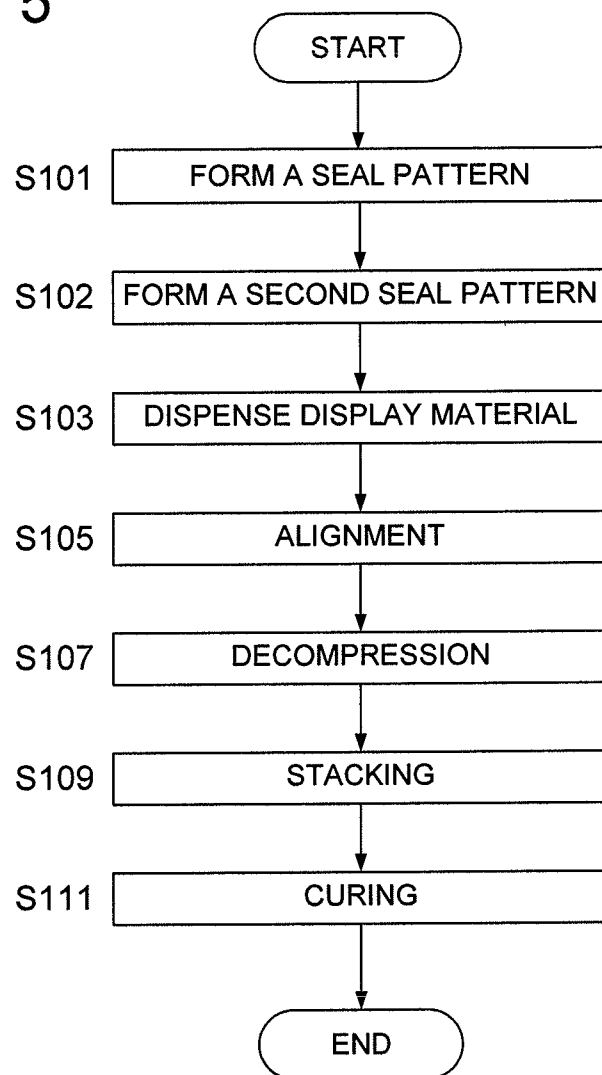 5
START
S101 FORM A SEAL PATTERN
S102 FORM A SECOND SEAL PATTERN
S103 DISPENSE DISPLAY MATERIAL
S105 ALIGNMENT
S107 DECOMPRESSION
S109 STACKING
S111 CURING
END